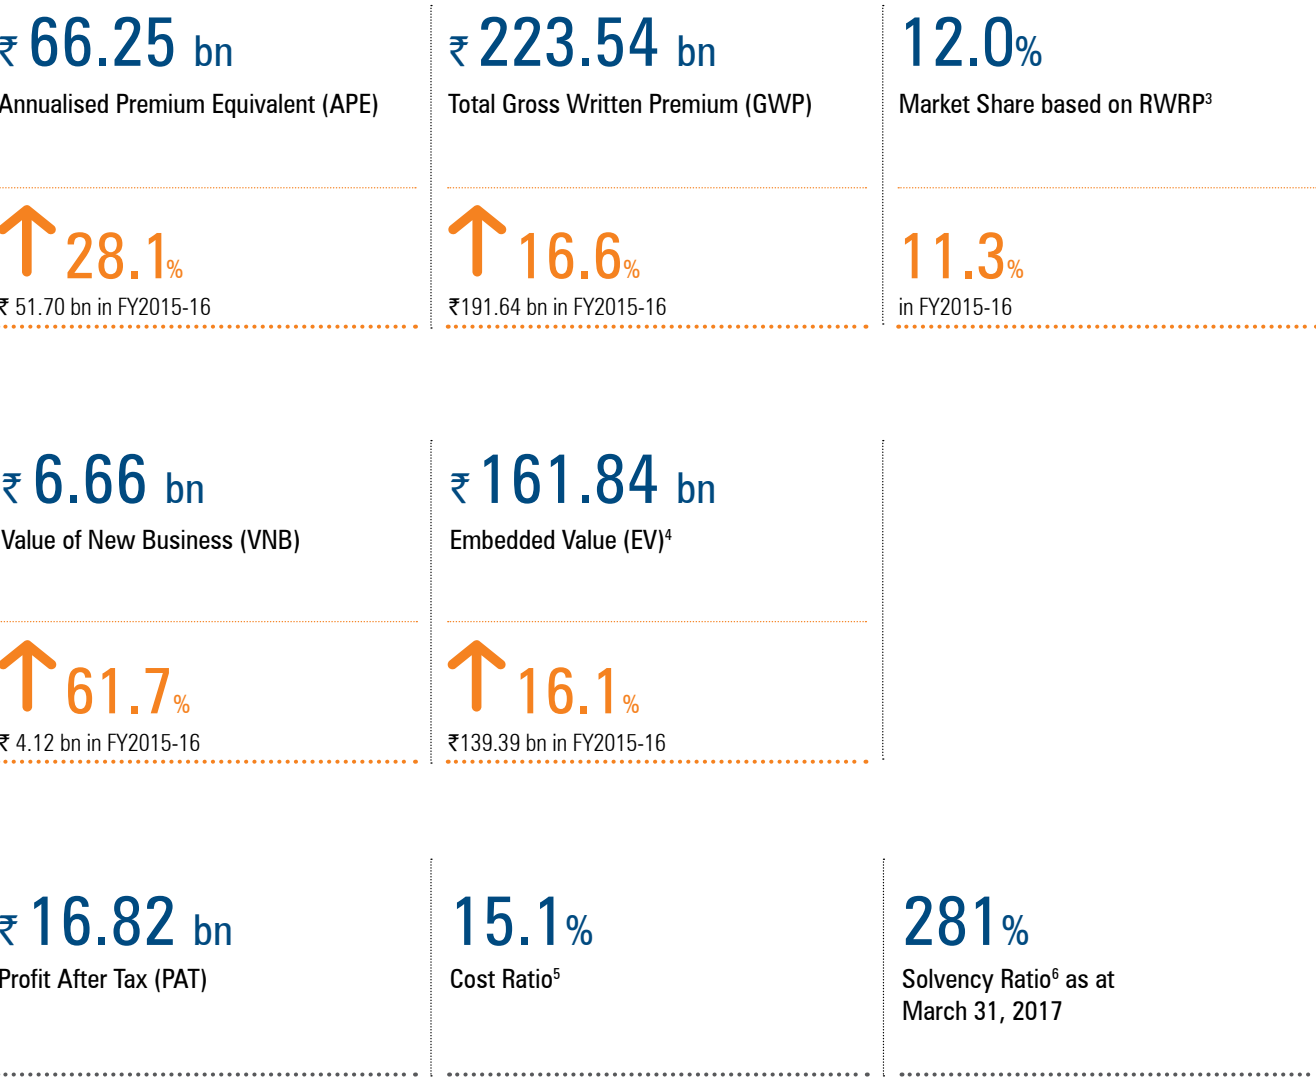 ₹ 66.25 bn
Annualised Premium Equivalent (APE)
28.1%
₹ 51.70 bn in FY2015-16
₹ 223.54 bn
Total Gross Written Premium (GWP)
16.6%
₹191.64 bn in FY2015-16
12.0%
Market Share based on RWRP³
11.3%
in FY2015-16
₹ 6.66 bn
Value of New Business (VNB)
61.7%
₹ 4.12 bn in FY2015-16
₹ 161.84 bn
Embedded Value (EV)⁴
16.1%
₹139.39 bn in FY2015-16
₹ 16.82 bn
Profit After Tax (PAT)
15.1%
Cost Ratio⁵
281%
Solvency Ratio⁶ as at
March 31, 2017